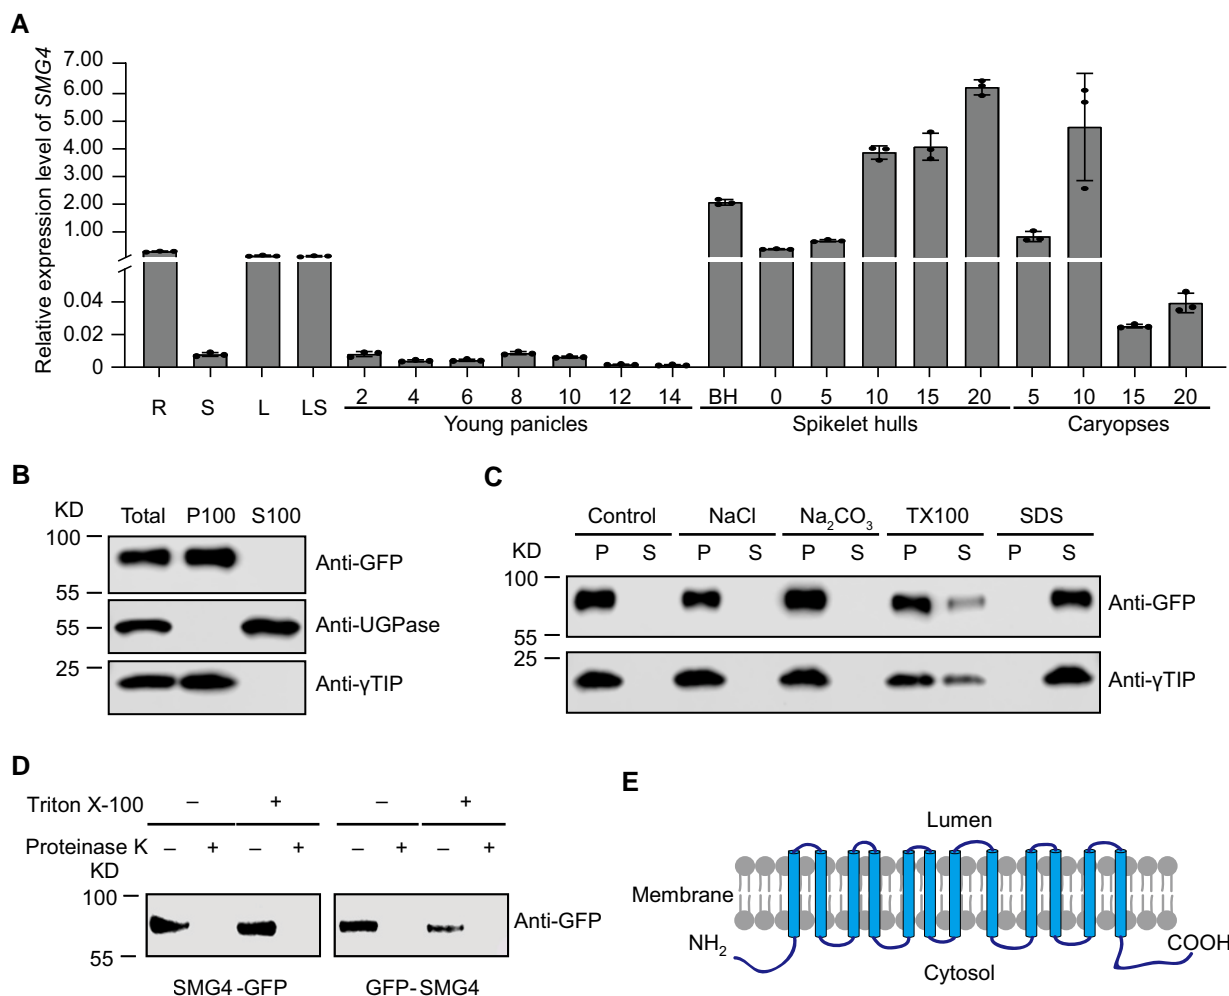 A
Relative expression level of SMG4
7.00
6.00
5.00
4.00
3.00
2.00
1.00
0.04
0.02
0
R S L LS 2 4 6 8 10 12 14 BH 0 5 10 15 20 5 10 15 20
Young panicles Spikelet hulls Caryopses
B
KD Total P100 S100
100
Anti-GFP
55
55 Anti-UGPase
25
Anti-γTIP
C
Control NaCl Na2CO3 TX100 SDS
KD P S P S P S P S P S
100
Anti-GFP
55
25
Anti-γTIP
D
Triton X-100 – + – +
Proteinase K – + – + – + – +
KD
100
Anti-GFP
55
SMG4-GFP GFP-SMG4
E
Lumen
Membrane
NH2 COOH
Cytosol